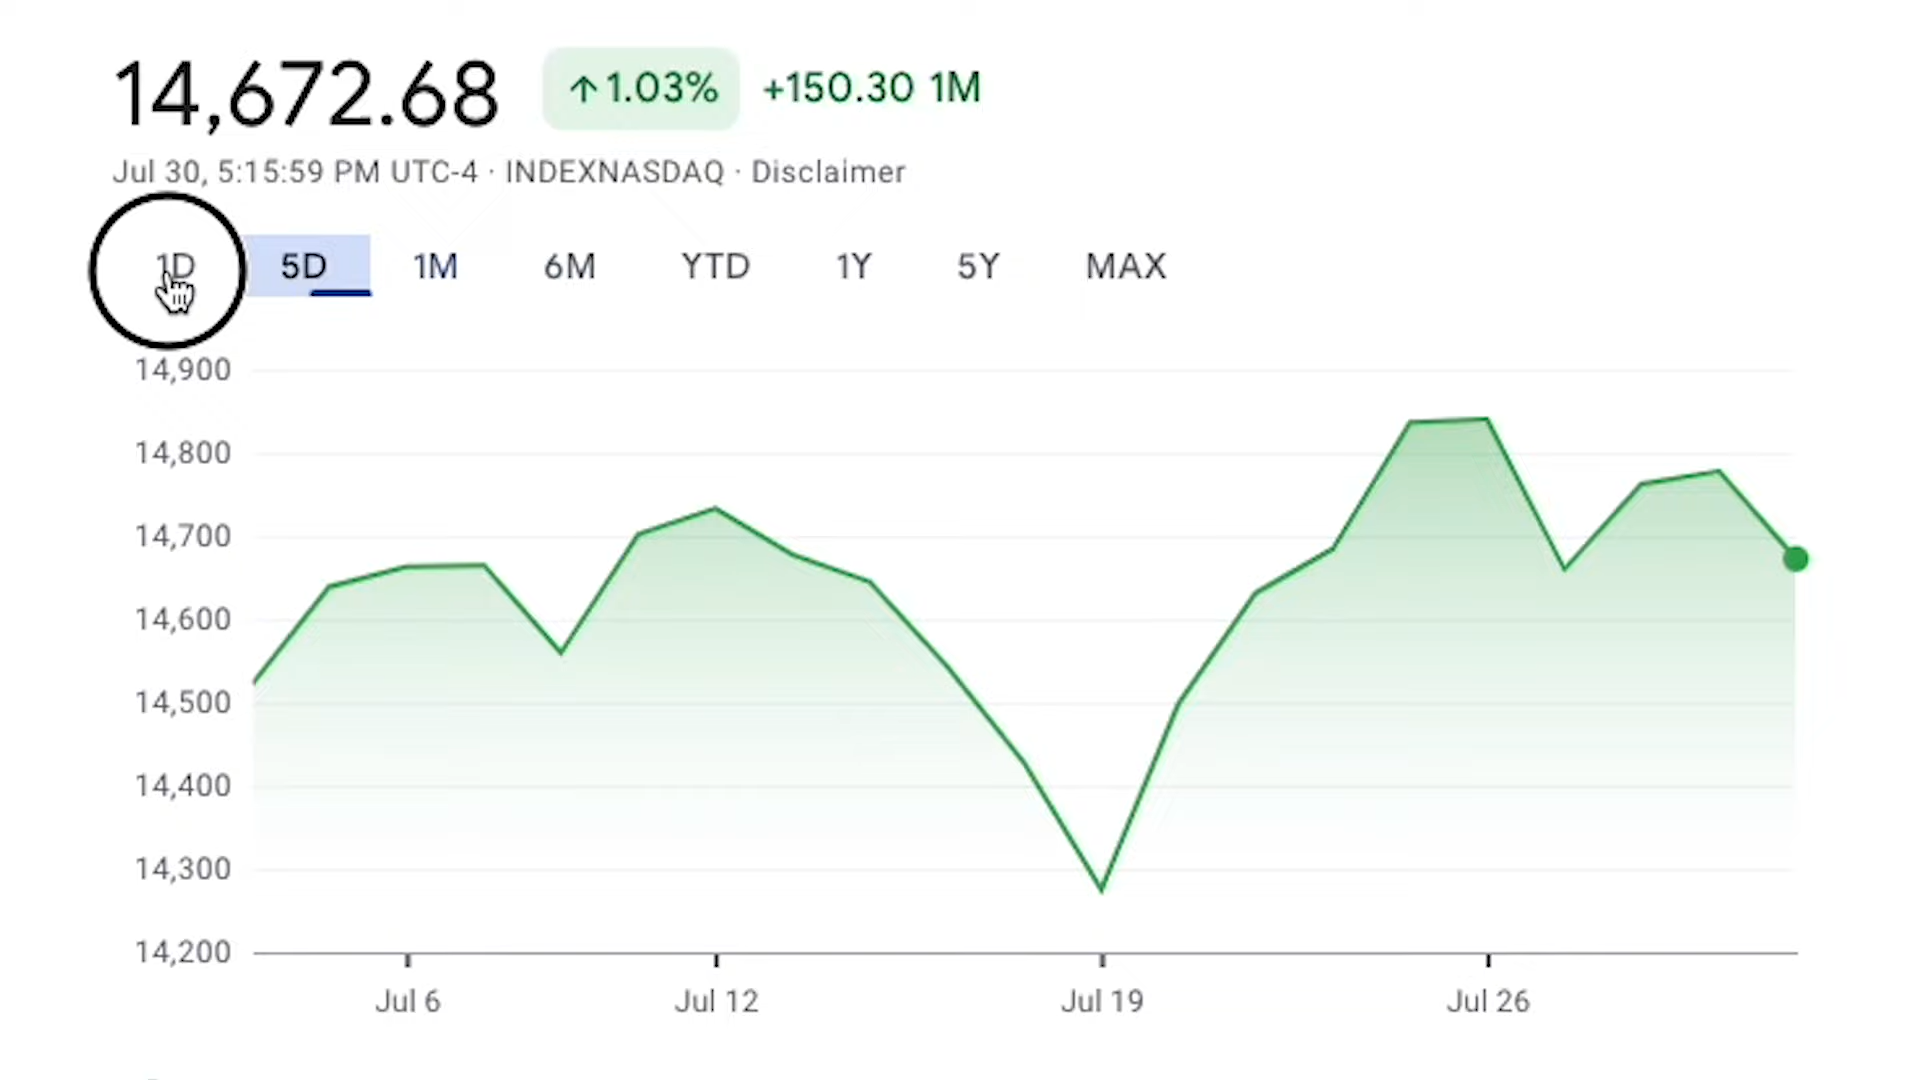 14,672.68 ↑1.03% +150.30 1M
Jul 30, 5:15:59 PM UTC-4 · INDEXNASDAQ · Disclaimer
1D 5D 1M 6M YTD 1Y 5Y MAX
14,900
14,800
14,700
14,600
14,500
14,400
14,300
14,200
Jul 6 Jul 12 Jul 19 Jul 26